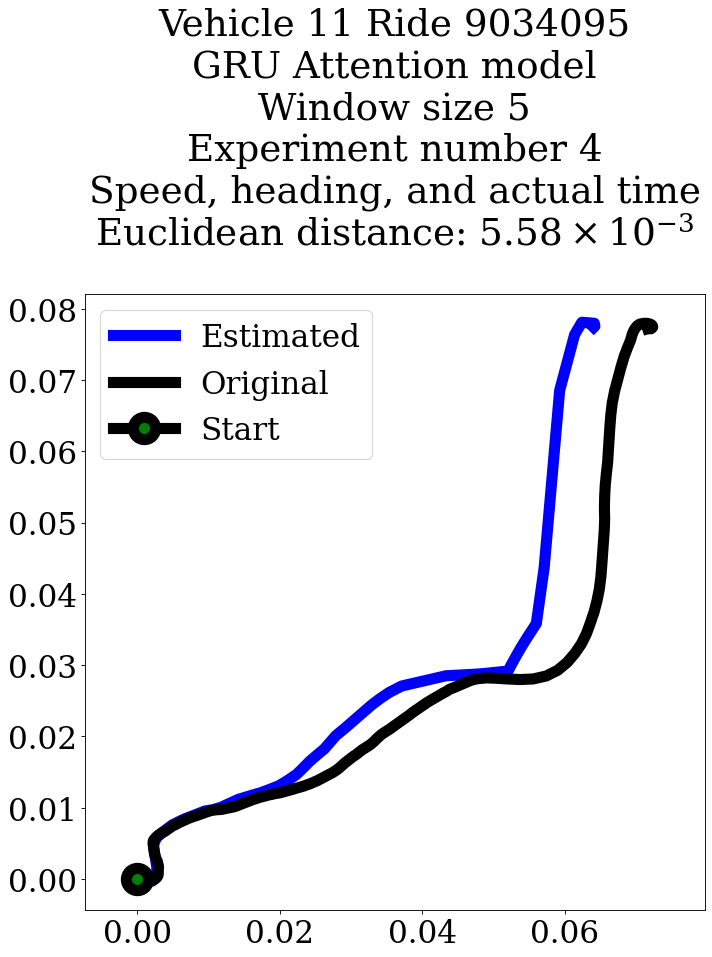 Vehicle 11 Ride 9034095
GRU Attention model
Window size 5
Experiment number 4
Speed, heading, and actual time
Euclidean distance: 5.58 × 10⁻³
Estimated
Original
Start
0.08
0.07
0.06
0.05
0.04
0.03
0.02
0.01
0.00
0.00 0.02 0.04 0.06